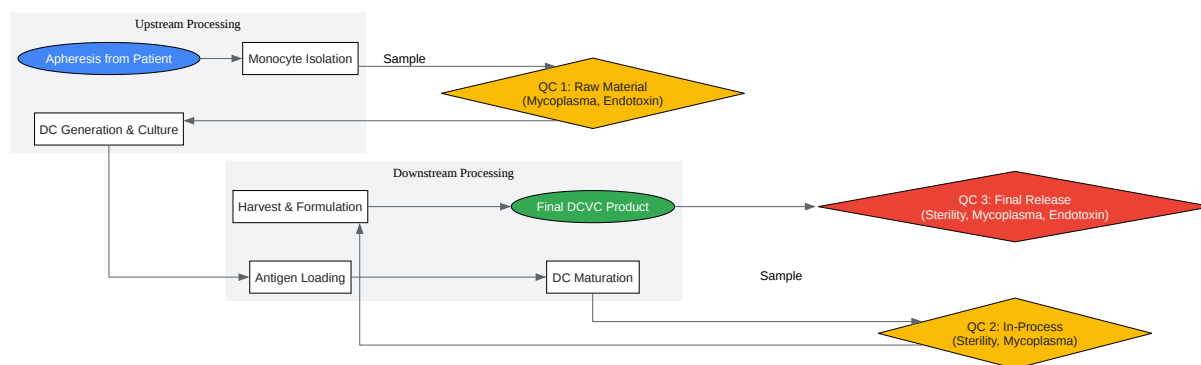 Upstream Processing
Apheresis from Patient
Monocyte Isolation
Sample
QC 1: Raw Material
(Mycoplasma, Endotoxin)
DC Generation & Culture
Downstream Processing
Harvest & Formulation
Final DCVC Product
QC 3: Final Release
(Sterility, Mycoplasma, Endotoxin)
Antigen Loading
DC Maturation
Sample
QC 2: In-Process
(Sterility, Mycoplasma)